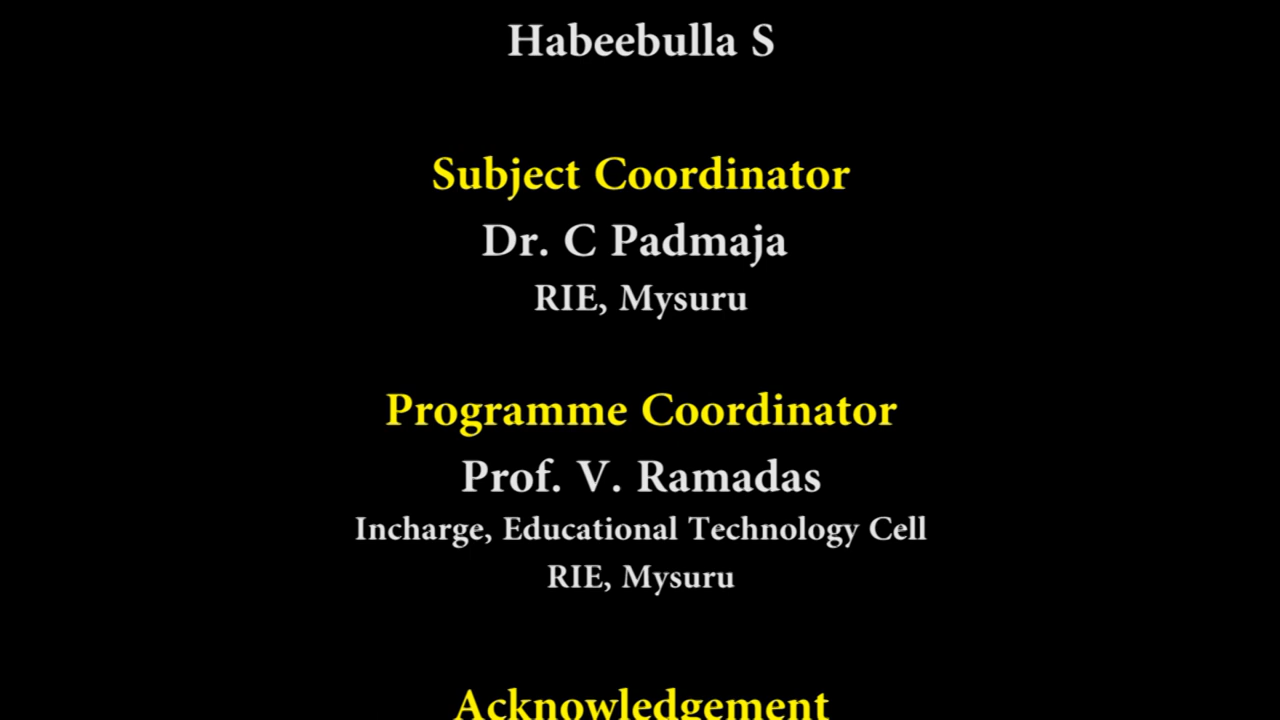 Habeebulla S
Subject Coordinator
Dr. C Padmaja
RIE, Mysuru
Programme Coordinator
Prof. V. Ramadas
Incharge, Educational Technology Cell
RIE, Mysuru
Acknowledgement